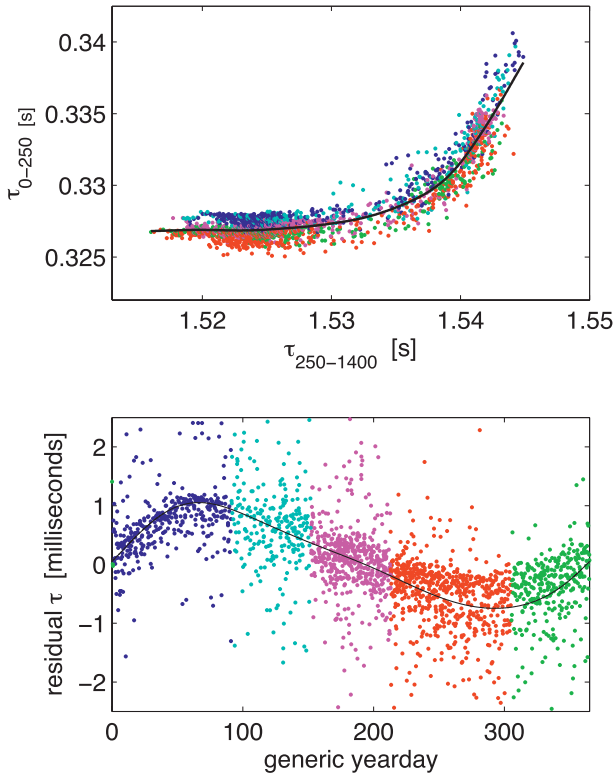 0.34
0.335
0.33
0.325
τ0−250 [s]
1.52 1.53 1.54 1.55
τ250−1400 [s]
2
1
0
−1
−2
residual τ [milliseconds]
0 100 200 300
generic yearday